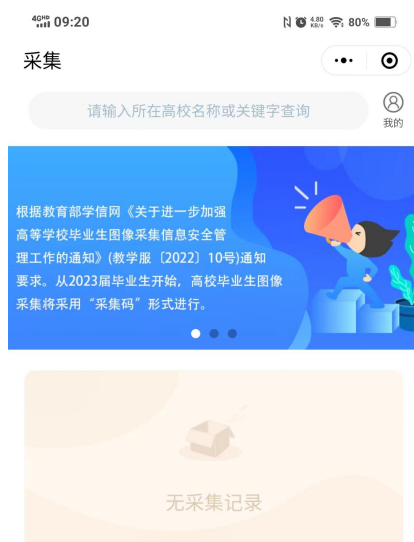 4GHD 09:20 4.80 KB/s 80%
采集
请输入所在高校名称或关键字查询
我的
根据教育部学信网《关于进一步加强
高等学校毕业生图像采集信息安全管
理工作的通知》(教学服〔2022〕10号)通知
要求。从2023届毕业生开始，高校毕业生图像
采集将采用“采集码”形式进行。
无采集记录